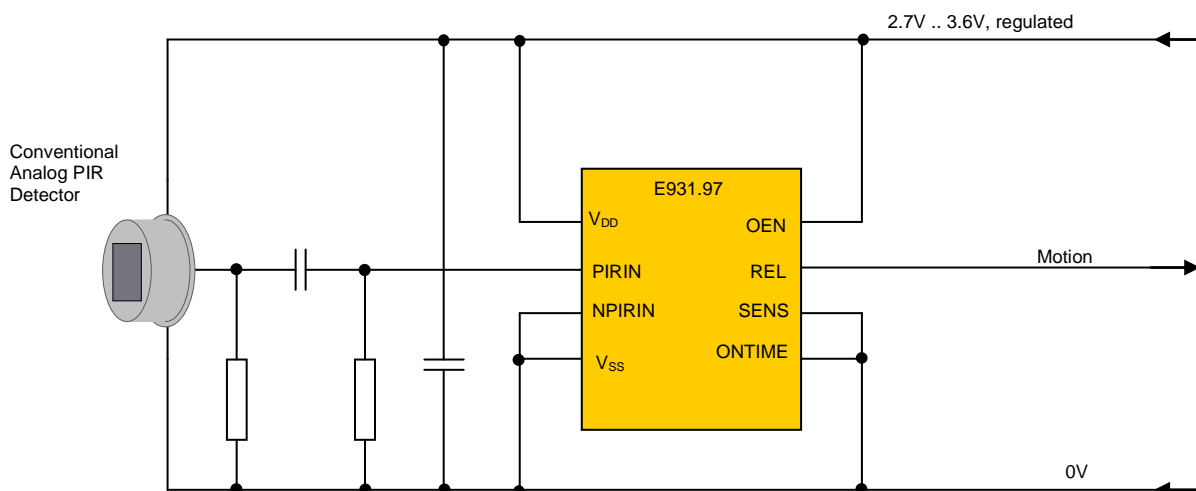 2.7V .. 3.6V, regulated
Conventional
Analog PIR
Detector
E931.97
VDD
OEN
PIRIN
REL
Motion
NPIRIN
SENS
VSS
ONTIME
0V